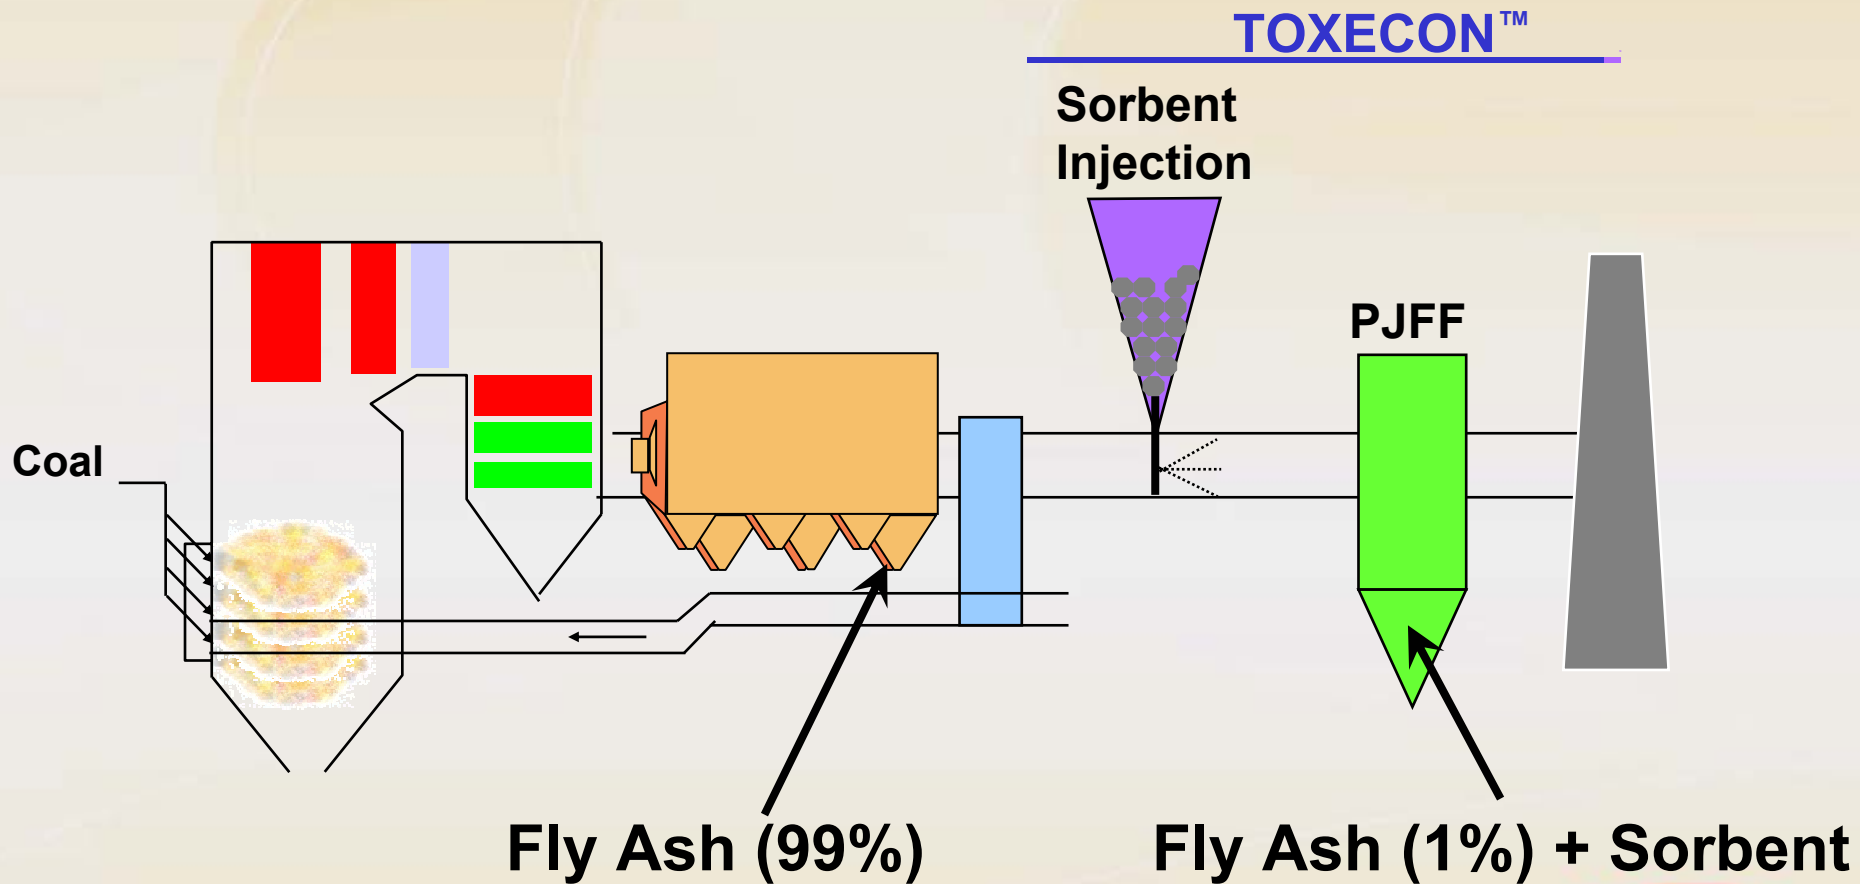 TOXECON™
Sorbent
Injection
PJFF
Coal
Fly Ash (99%)
Fly Ash (1%) + Sorbent